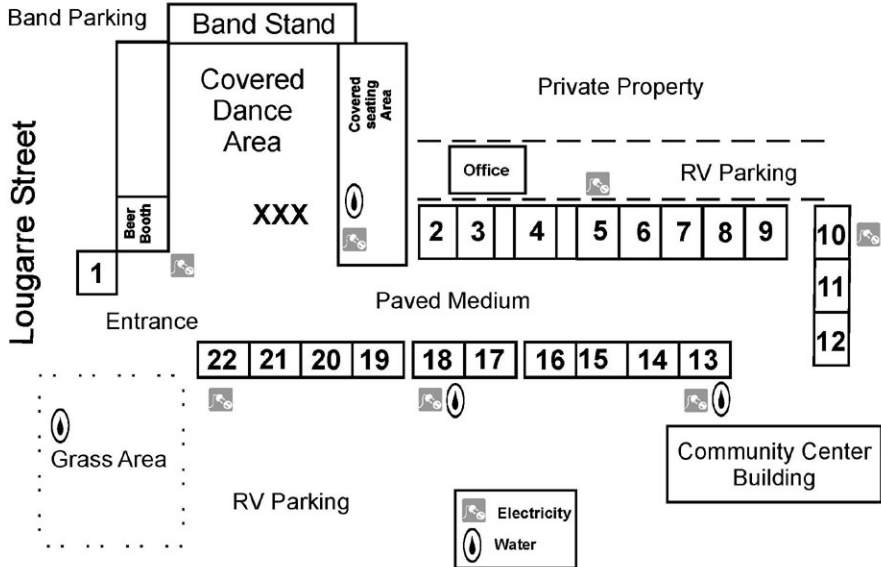 Band Parking
Band Stand
Covered
Dance
Area
Covered
seating
Area
Private Property
Office
RV Parking
Lougarre Street
Beer
Booth
XXX
1
2 3 4 5 6 7 8 9
10
11
12
Paved Medium
Entrance
22 21 20 19 18 17 16 15 14 13
Grass Area
Community Center
Building
RV Parking
Electricity
Water